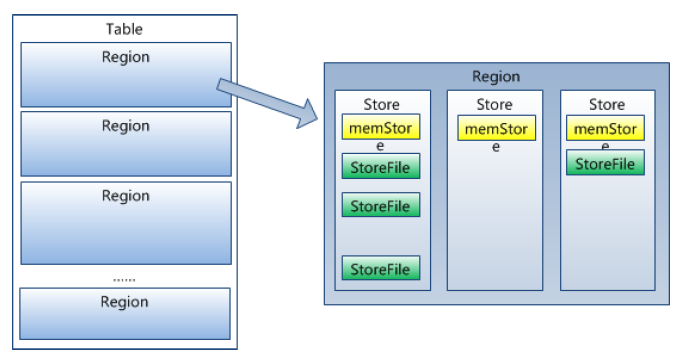 Table
Region
Region
Region
......
Region
Region
Store
memStor
e
StoreFile
StoreFile
StoreFile
Store
memStor
e
Store
memStor
e
StoreFile